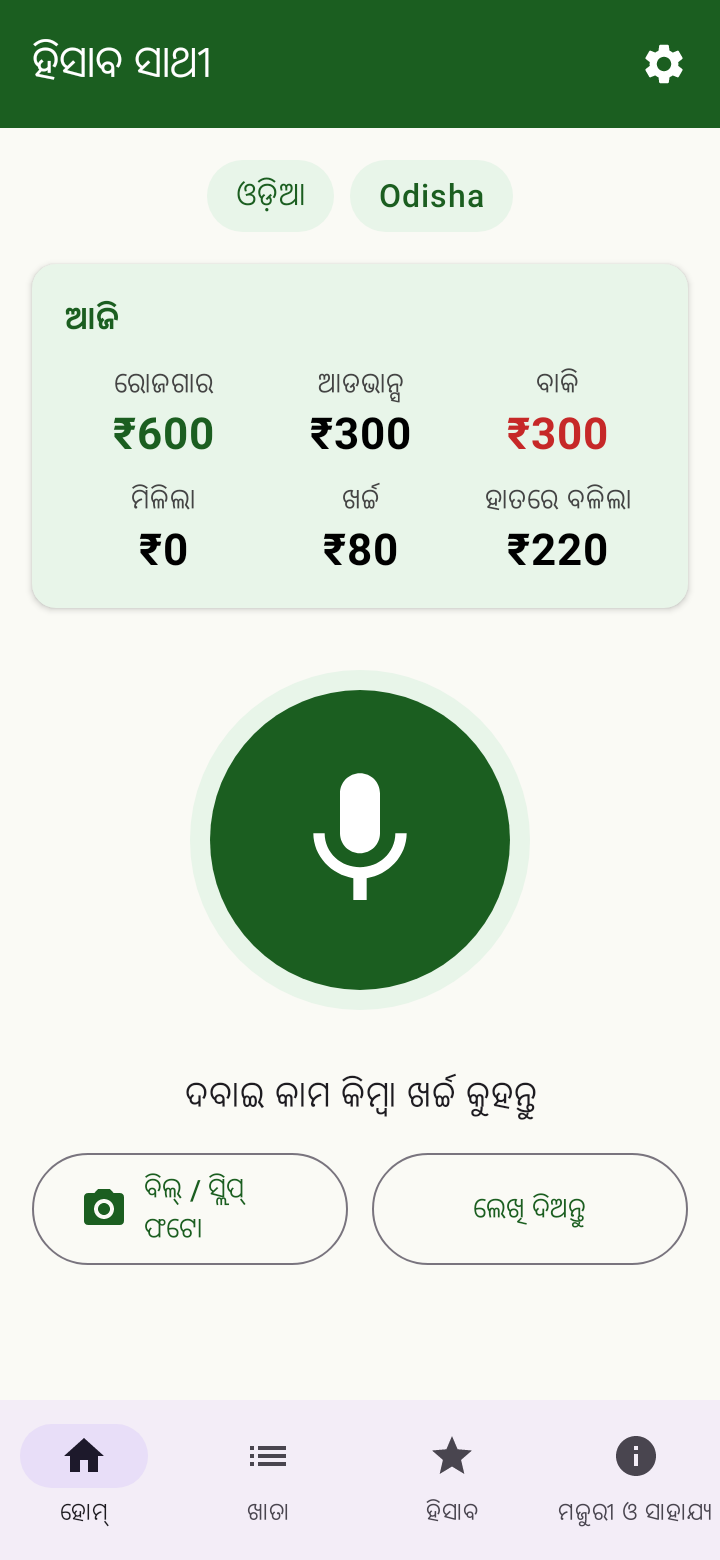 ହିସାବ ସାଥୀ
ଓଡ଼ିଆ Odisha
ଆଜି
ରୋଜଗାର ଆଡଭାନ୍ସ ବାକି
₹600 ₹300 ₹300
ମିଳିଲା ଖର୍ଚ୍ଚ ହାତରେ ବଳିଲା
₹0 ₹80 ₹220
ଦବାଇ କାମ କିମ୍ବା ଖର୍ଚ୍ଚ କୁହନ୍ତୁ
ବିଲ୍ / ସ୍ଲିପ୍
ଫଟୋ
ଲେଖି ଦିଅନ୍ତୁ
ହୋମ୍ ଖାତା ହିସାବ ମଜୁରୀ ଓ ସାହାଯ୍ୟ